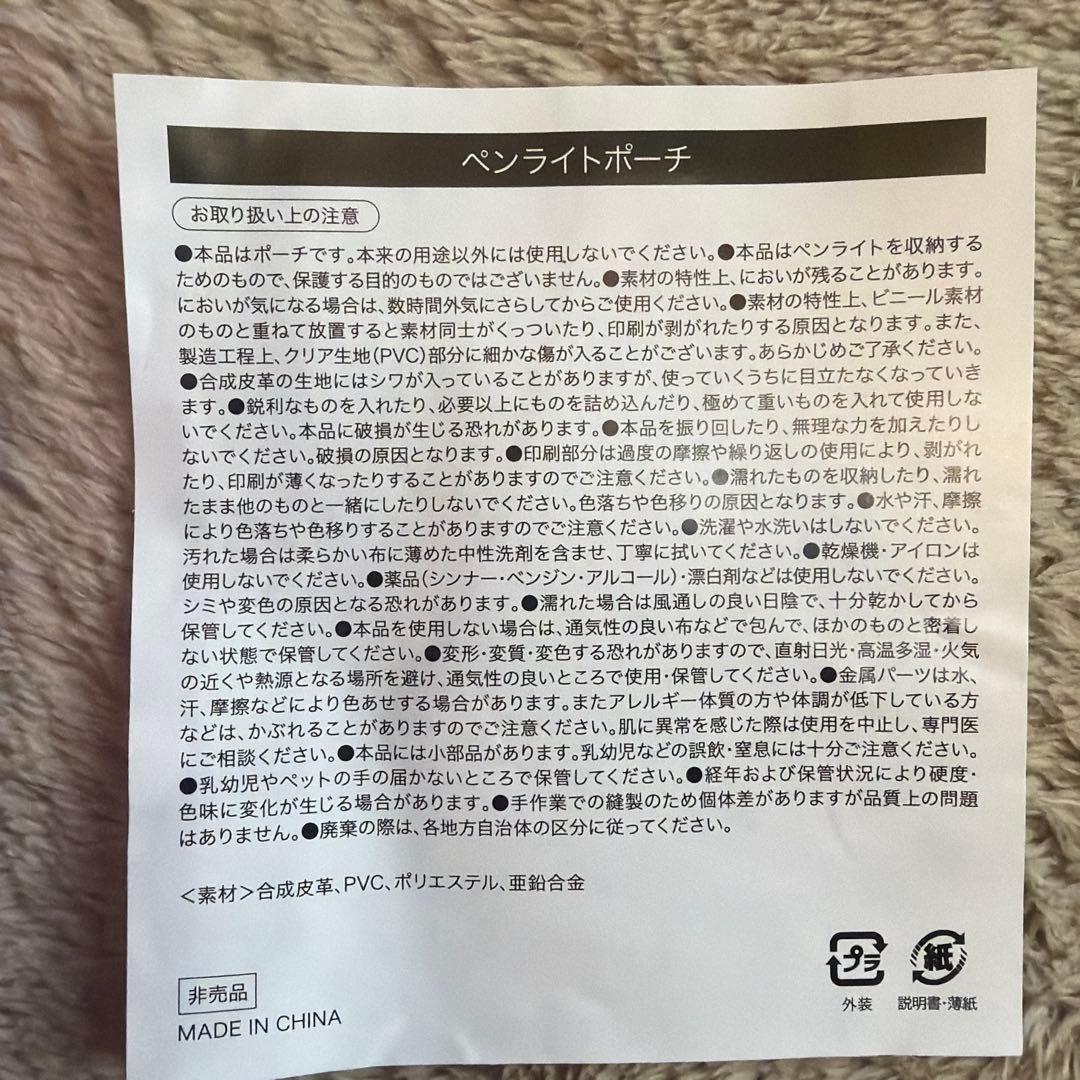 ペンライトポーチ
お取り扱い上の注意
●本品はポーチです。本来の用途以外には使用しないでください。●本品はペンライトを収納する
ためのもので、保護する目的のものではございません。●素材の特性上、においが残ることがあります。
においが気になる場合は、数時間外気にさらしてからご使用ください。●素材の特性上、ビニール素材
のものと重ねて放置すると素材同士がくっついたり、印刷が剥がれたりする原因となります。また、
製造工程上、クリア生地(PVC)部分に細かな傷が入ることがございます。あらかじめご了承ください。
●合成皮革の生地にはシワが入っていることがありますが、使っていくうちに目立たなくなっていき
ます。●鋭利なものを入れたり、必要以上にものを詰め込んだり、極めて重いものを入れて使用しな
いでください。本品に破損が生じる恐れがあります。●本品を振り回したり、無理な力を加えたりし
ないでください。破損の原因となります。●印刷部分は過度の摩擦や繰り返しの使用により、剥がれ
たり、印刷が薄くなったりすることがありますのでご注意ください。●濡れたものを収納したり、濡れ
たまま他のものと一緒にしたりしないでください。色落ちや色移りの原因となります。●水や汗、摩擦
により色落ちや色移りすることがありますのでご注意ください。●洗濯や水洗いはしないでください。
汚れた場合は柔らかい布に薄めた中性洗剤を含ませ、丁寧に拭いてください。●乾燥機・アイロンは
使用しないでください。●薬品(シンナー・ベンジン・アルコール)・漂白剤などは使用しないでください。
シミや変色の原因となる恐れがあります。●濡れた場合は風通しの良い日陰で、十分乾かしてから
保管してください。●本品を使用しない場合は、通気性の良い布などで包んで、ほかのものと密着し
ない状態で保管してください。●変形・変質・変色する恐れがありますので、直射日光・高温多湿・火気
の近くや熱源となる場所を避け、通気性の良いところで使用・保管してください。●金属パーツは水、
汗、摩擦などにより色あせする場合があります。またアレルギー体質の方や体調が低下している方
などは、かぶれることがありますのでご注意ください。肌に異常を感じた際は使用を中止し、専門医
にご相談ください。●本品には小部品があります。乳幼児などの誤飲・窒息には十分ご注意ください。
●乳幼児やペットの手の届かないところで保管してください。●経年および保管状況により硬度・
色味に変化が生じる場合があります。●手作業での縫製のため個体差がありますが品質上の問題
はありません。●廃棄の際は、各地方自治体の区分に従ってください。
＜素材＞合成皮革、PVC、ポリエステル、亜鉛合金
プラ
紙
外装
説明書・薄紙
非売品
MADE IN CHINA